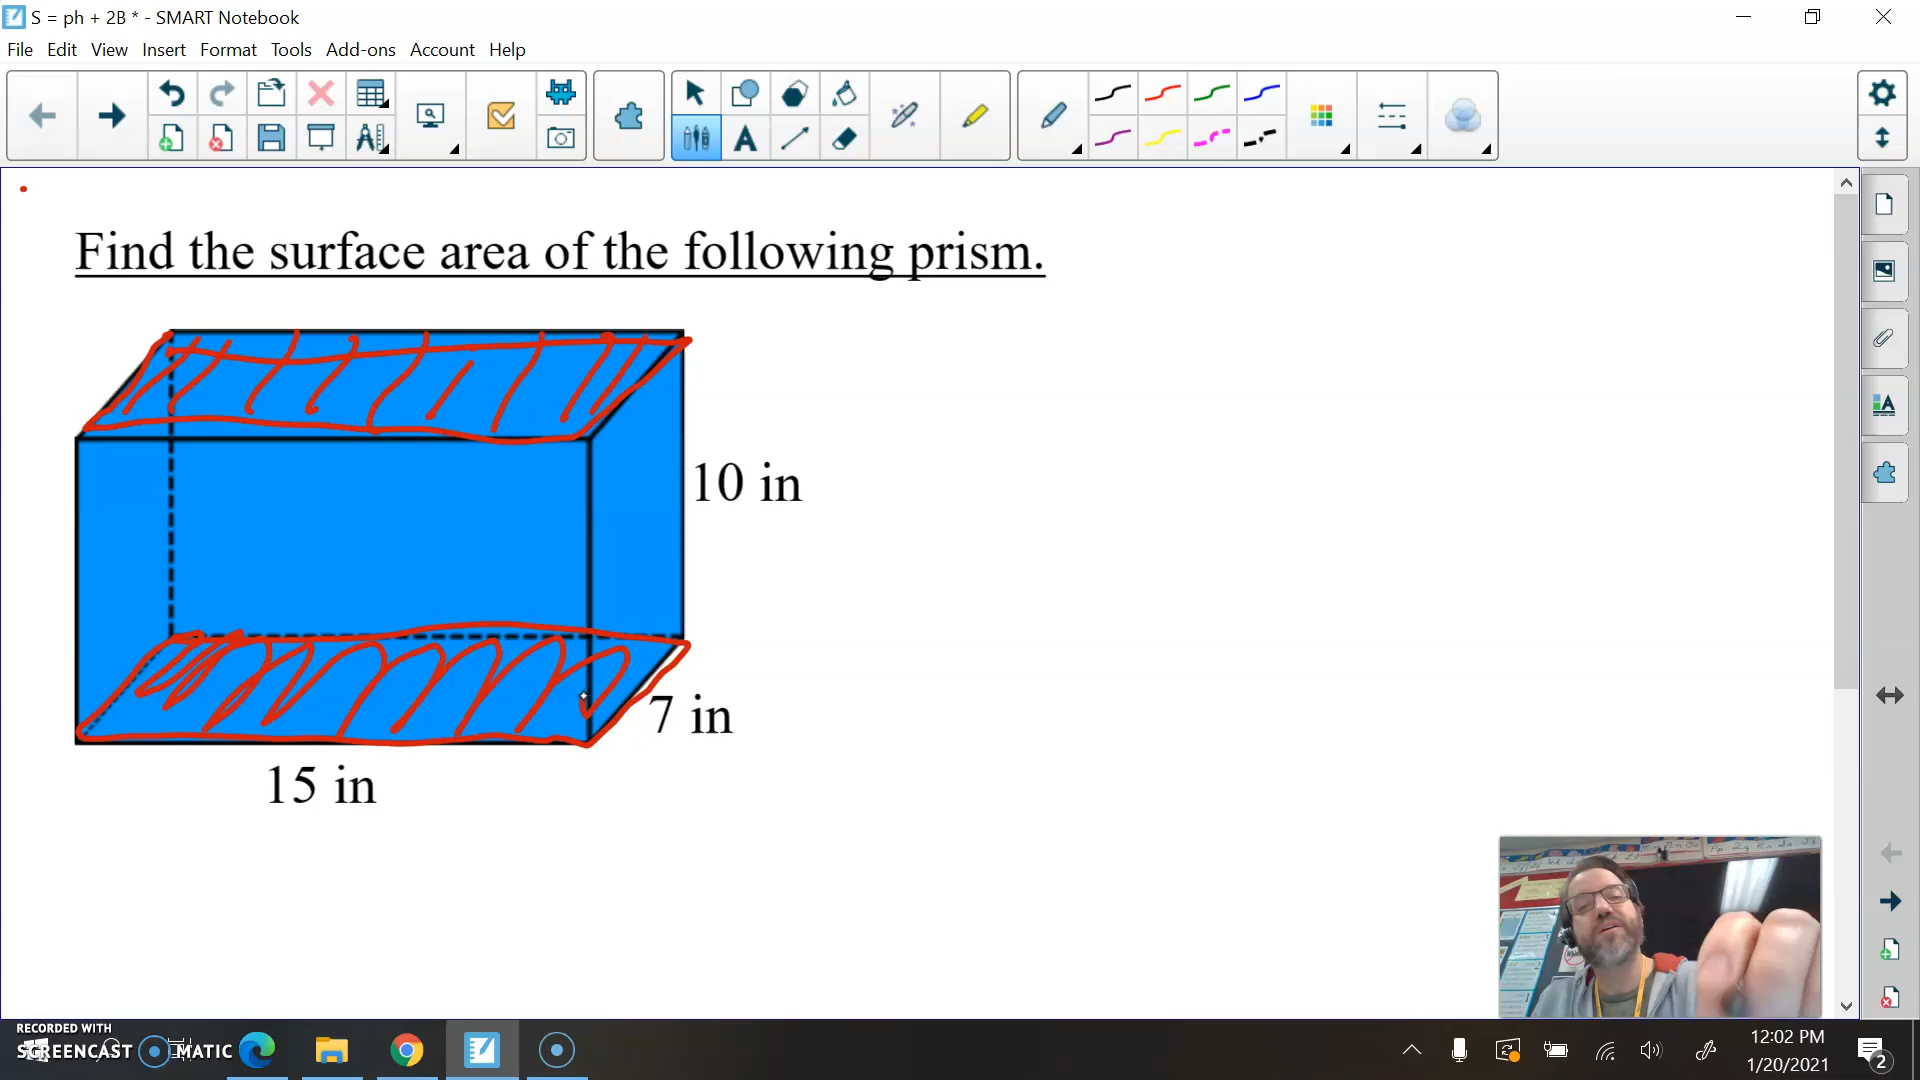 S = ph + 2B * - SMART Notebook
File Edit View Insert Format Tools Add-ons Account Help
Find the surface area of the following prism.
10 in
7 in
15 in
RECORDED WITH
SCREENCAST MATIC
12:02 PM
1/20/2021
2